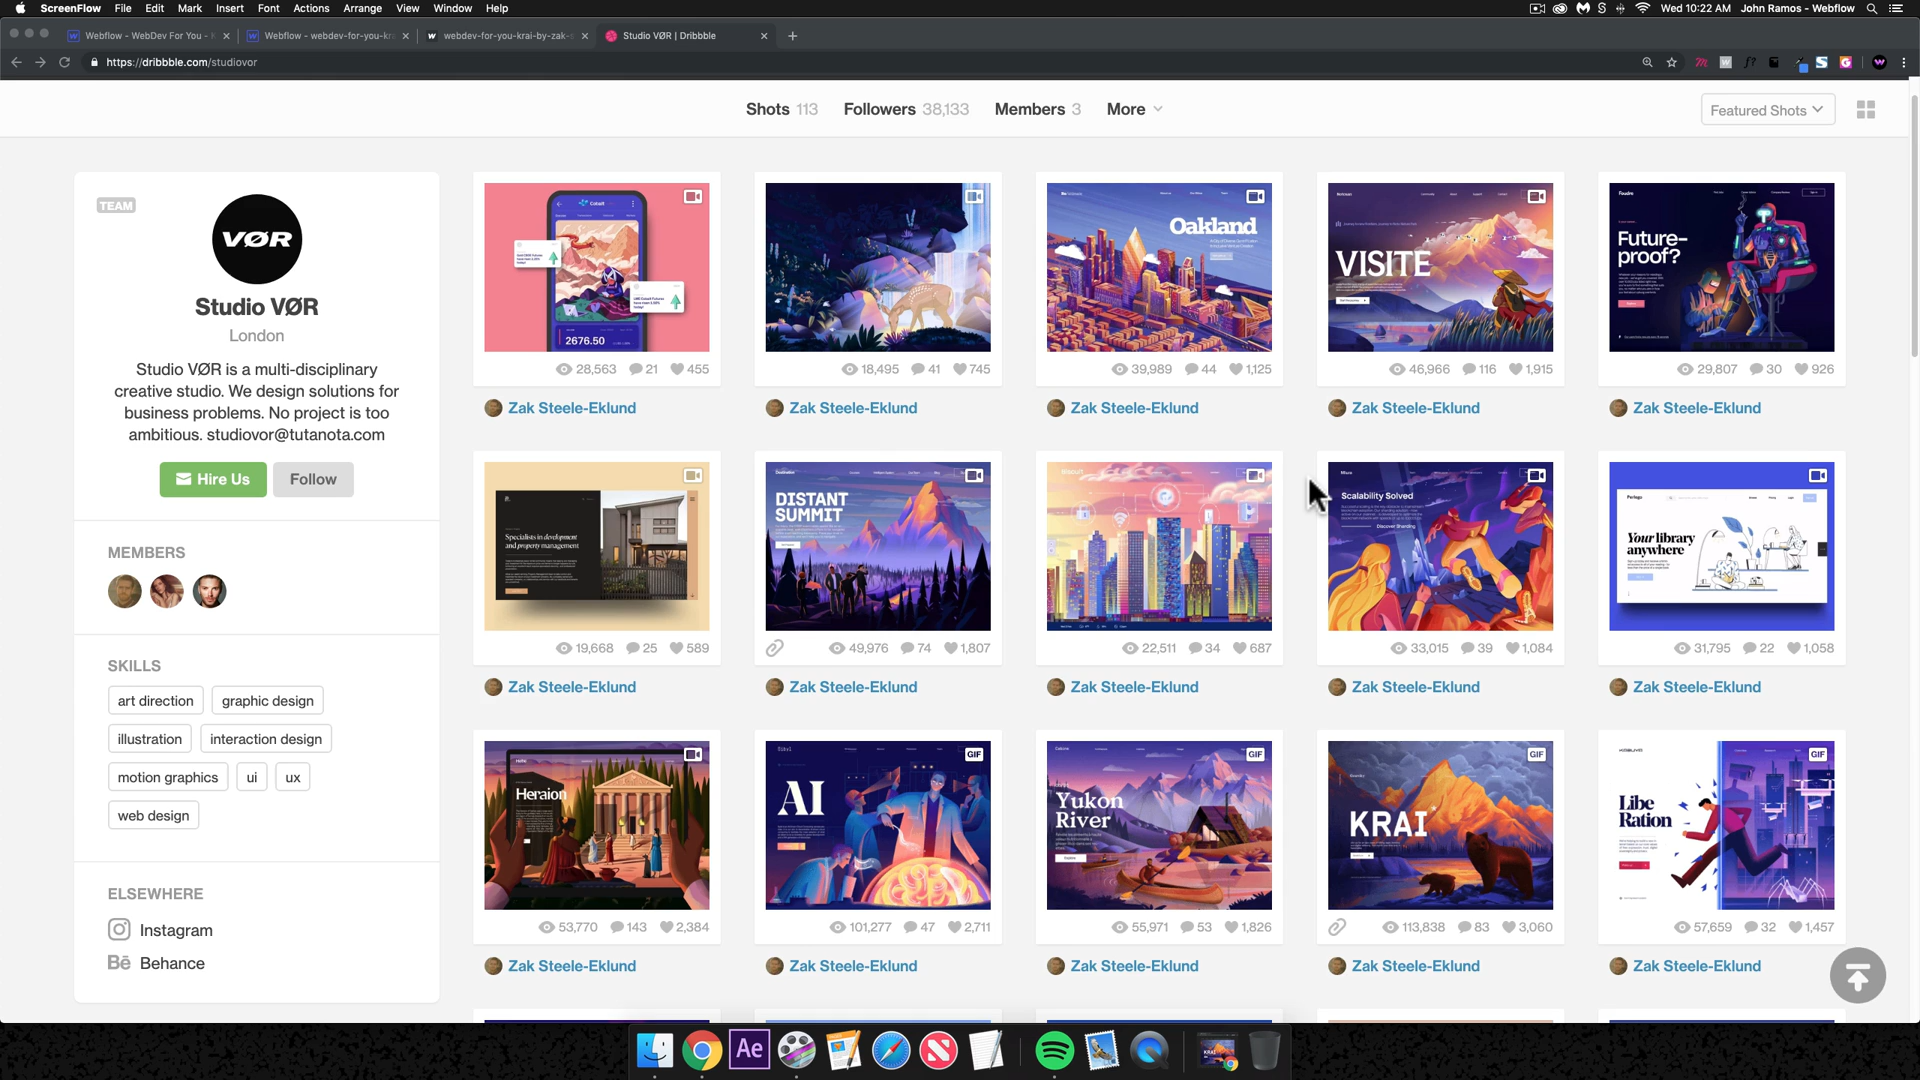 ScreenFlow File Edit Mark Insert Font Actions Arrange View Window Help
Wed 10:22 AM John Ramos - Webflow
Webflow - WebDev For You -
Webflow - webdev-for-you-kr
webdev-for-you-krai-by-zak-s
Studio VØR | Dribbble
https://dribbble.com/studiovor
Shots 113 Followers 38,133 Members 3 More
Featured Shots
TEAM
VØR
Studio VØR
London
Studio VØR is a multi-disciplinary
creative studio. We design solutions for
business problems. No project is too
ambitious. studiovor@tutanota.com
Hire Us
Follow
MEMBERS
SKILLS
art direction
graphic design
illustration
interaction design
motion graphics
ui
ux
web design
ELSEWHERE
Instagram
Bē Behance
Cobalt
2676.50
28,563 21 455
Zak Steele-Eklund
18,495 41 745
Zak Steele-Eklund
Oakland
39,989 44 1,125
Zak Steele-Eklund
VISITE
46,966 116 1,915
Zak Steele-Eklund
Future-
proof?
29,807 30 926
Zak Steele-Eklund
Specialists in development
and property management
19,668 25 589
Zak Steele-Eklund
DISTANT
SUMMIT
49,976 74 1,807
Zak Steele-Eklund
22,511 34 687
Zak Steele-Eklund
Scalability Solved
Discover Sharding
33,015 39 1,084
Zak Steele-Eklund
Your library
anywhere
31,795 22 1,058
Zak Steele-Eklund
Heraion
53,770 143 2,384
Zak Steele-Eklund
GIF
AI
101,277 47 2,711
Zak Steele-Eklund
GIF
Yukon
River
55,971 53 1,826
Zak Steele-Eklund
GIF
KRAI
113,838 83 3,060
Zak Steele-Eklund
GIF
Libe
Ration
57,659 32 1,457
Zak Steele-Eklund
Ae
KRAI